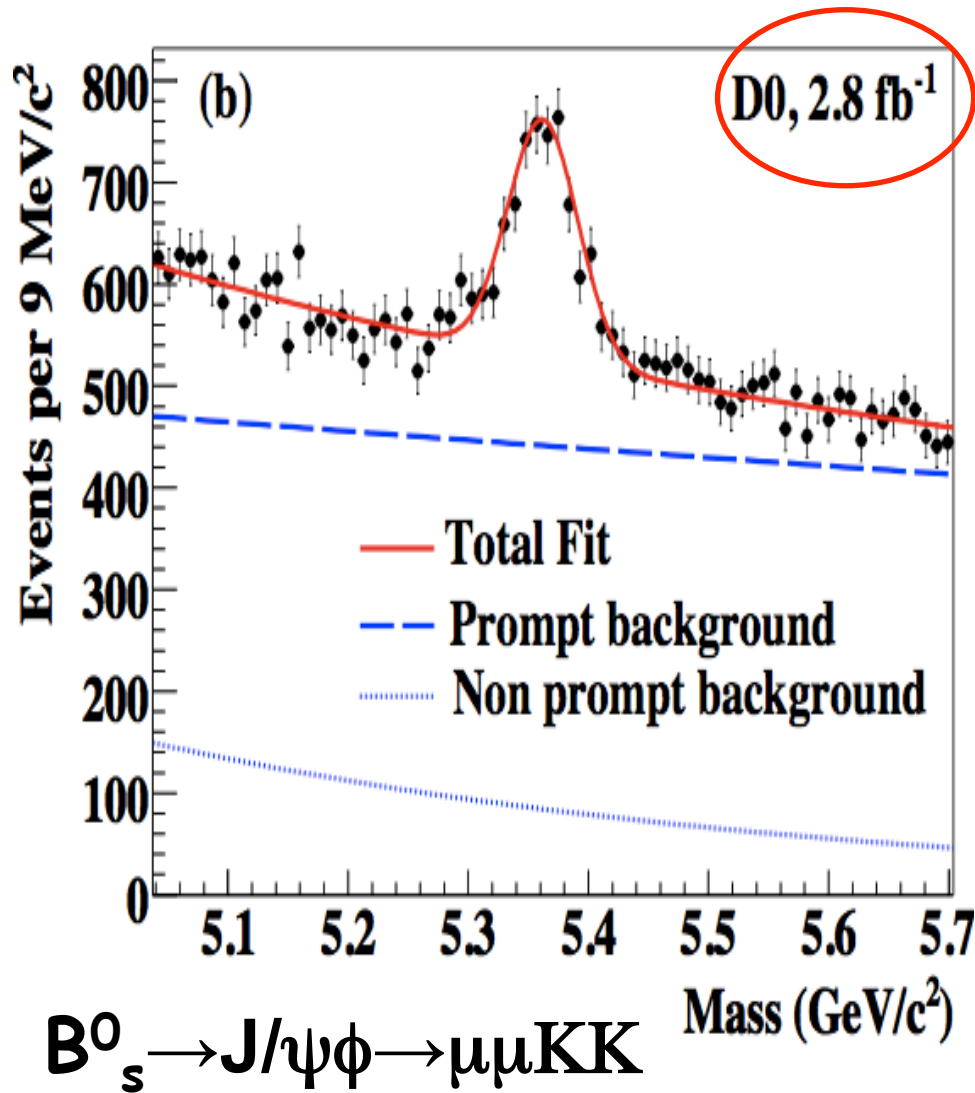 (b)
D0, 2.8 fb⁻¹
Events per 9 MeV/c²
800
700
600
500
400
300
200
100
0
Total Fit
Prompt background
Non prompt background
5.1 5.2 5.3 5.4 5.5 5.6 5.7
Mass (GeV/c²)
B⁰ₛ→J/ψϕ→μμKK